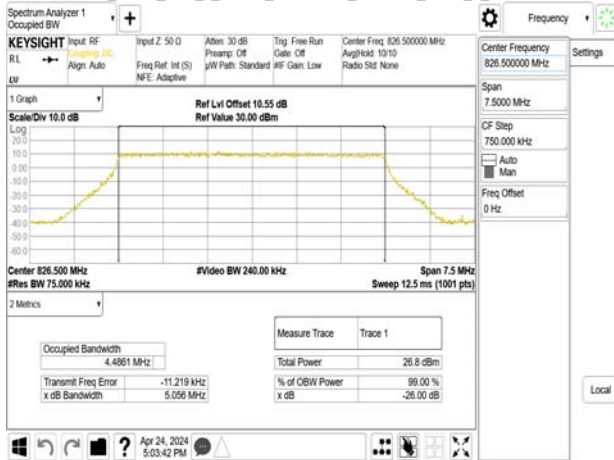 Spectrum Analyzer 1
Occupied BW
Frequency
KEYSIGHT
Input: RF
Coupling: DC
Align: Auto
Input Z: 50 Ω
Freq Ref: Int (S)
NFE: Adaptive
Atten: 30 dB
Preamp: Off
µW Path: Standard
Trig: Free Run
Gate: Off
#IF Gain: Low
Center Freq: 826.500000 MHz
Avg|Hold: 10/10
Radio Std: None
RL
Center Frequency
826.500000 MHz
Settings
Span
7.5000 MHz
CF Step
750.000 kHz
Auto
Man
Freq Offset
0 Hz
Local
1 Graph
Scale/Div 10.0 dB
Ref Lvl Offset 10.55 dB
Ref Value 30.00 dBm
Log
20.0
10.0
0.00
-10.0
-20.0
-30.0
-40.0
-50.0
-60.0
Center 826.500 MHz
#Video BW 240.00 kHz
Span 7.5 MHz
#Res BW 75.000 kHz
Sweep 12.5 ms (1001 pts)
2 Metrics
Measure Trace
Trace 1
Occupied Bandwidth
4.4861 MHz
Total Power
26.8 dBm
Transmit Freq Error
-11.219 kHz
% of OBW Power
99.00 %
x dB Bandwidth
5.056 MHz
x dB
-26.00 dB
?
Apr 24, 2024
5:03:42 PM